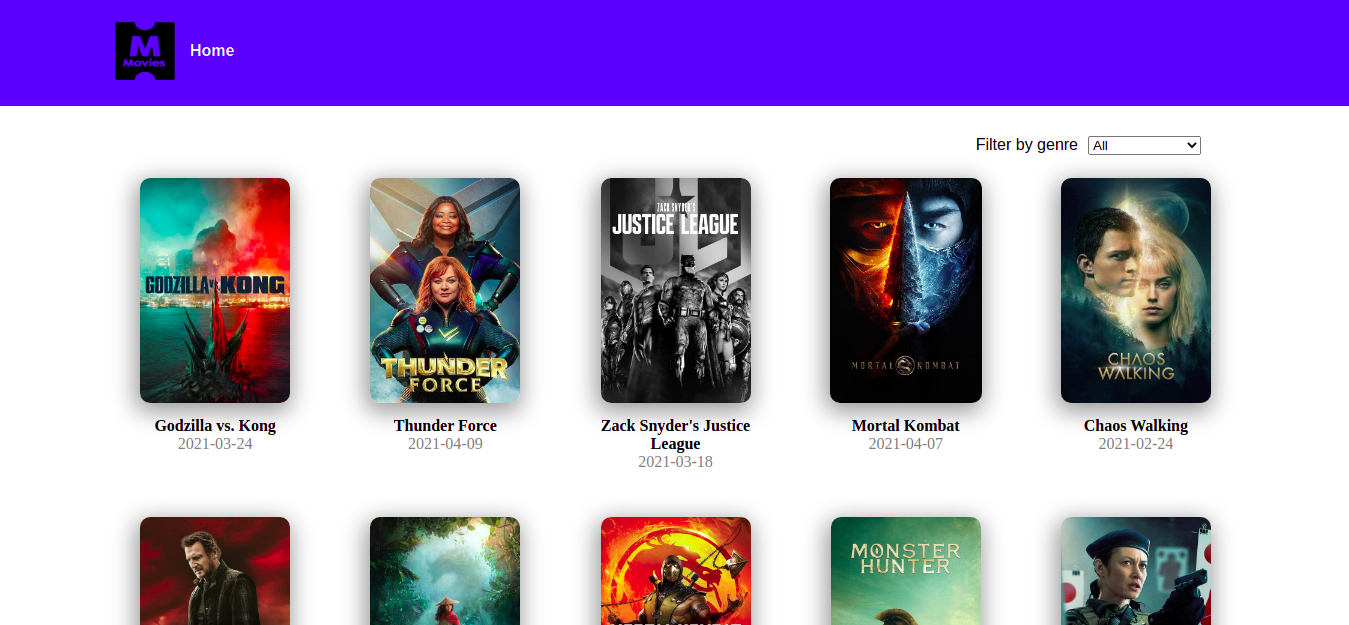 M
Movies
Home
Filter by genre All
GODZILLA VS. KONG
THUNDER
FORCE
ZACK SNYDER'S
JUSTICE LEAGUE
MORTAL KOMBAT
CHAOS
WALKING
Godzilla vs. Kong
2021-03-24
Thunder Force
2021-04-09
Zack Snyder's Justice
League
2021-03-18
Mortal Kombat
2021-04-07
Chaos Walking
2021-02-24
MONSTER
HUNTER